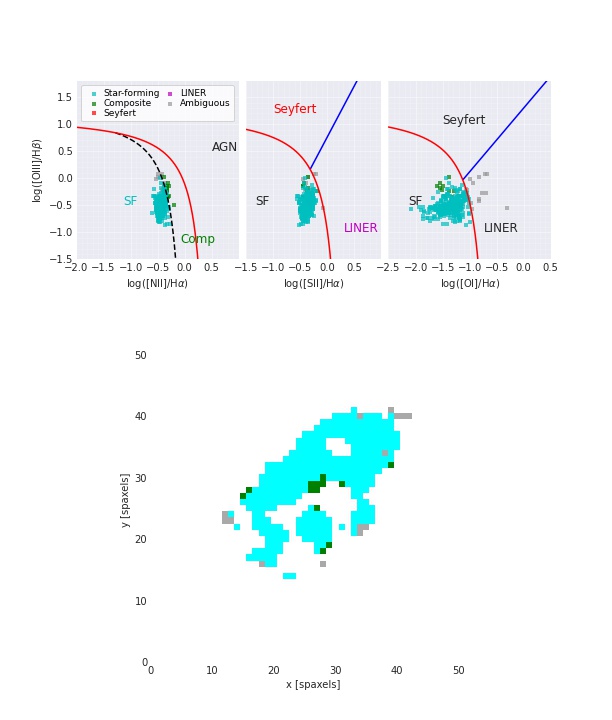 Star-forming LINER
Composite Ambiguous
Seyfert
AGN
SF
Comp
Seyfert
SF
LINER
Seyfert
SF
LINER
1.5
1.0
0.5
0.0
−0.5
−1.0
−1.5
log([OIII]/Hβ)
−2.0 −1.5 −1.0 −0.5 0.0 0.5
−1.5 −1.0 −0.5 0.0 0.5
−2.5 −2.0 −1.5 −1.0 −0.5 0.0 0.5
log([NII]/Hα)
log([SII]/Hα)
log([OI]/Hα)
50
40
30
20
10
0
y [spaxels]
0 10 20 30 40 50
x [spaxels]